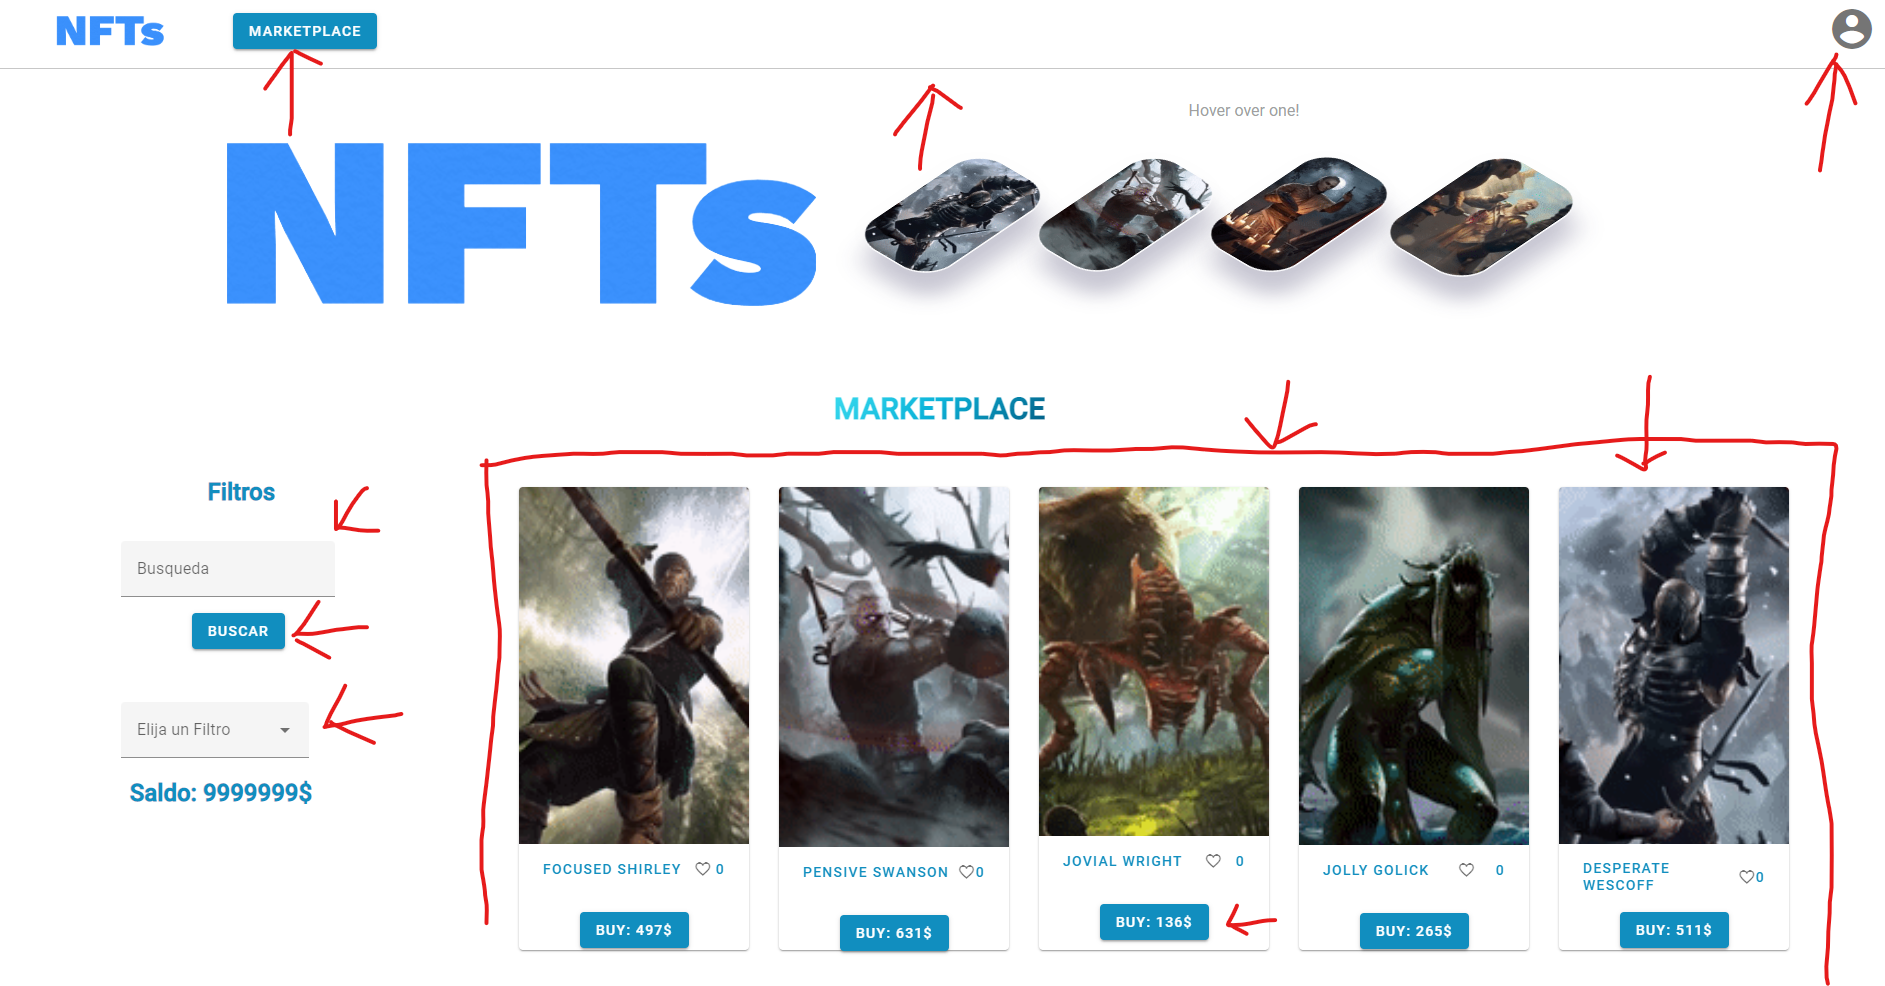 NFTs
MARKETPLACE
Hover over one!
NFTs
MARKETPLACE
Filtros
Busqueda
BUSCAR
Elija un Filtro
Saldo: 9999999$
FOCUSED SHIRLEY 0
BUY: 497$
PENSIVE SWANSON 0
BUY: 631$
JOVIAL WRIGHT 0
BUY: 136$
JOLLY GOLICK 0
BUY: 265$
DESPERATE
WESCOFF 0
BUY: 511$